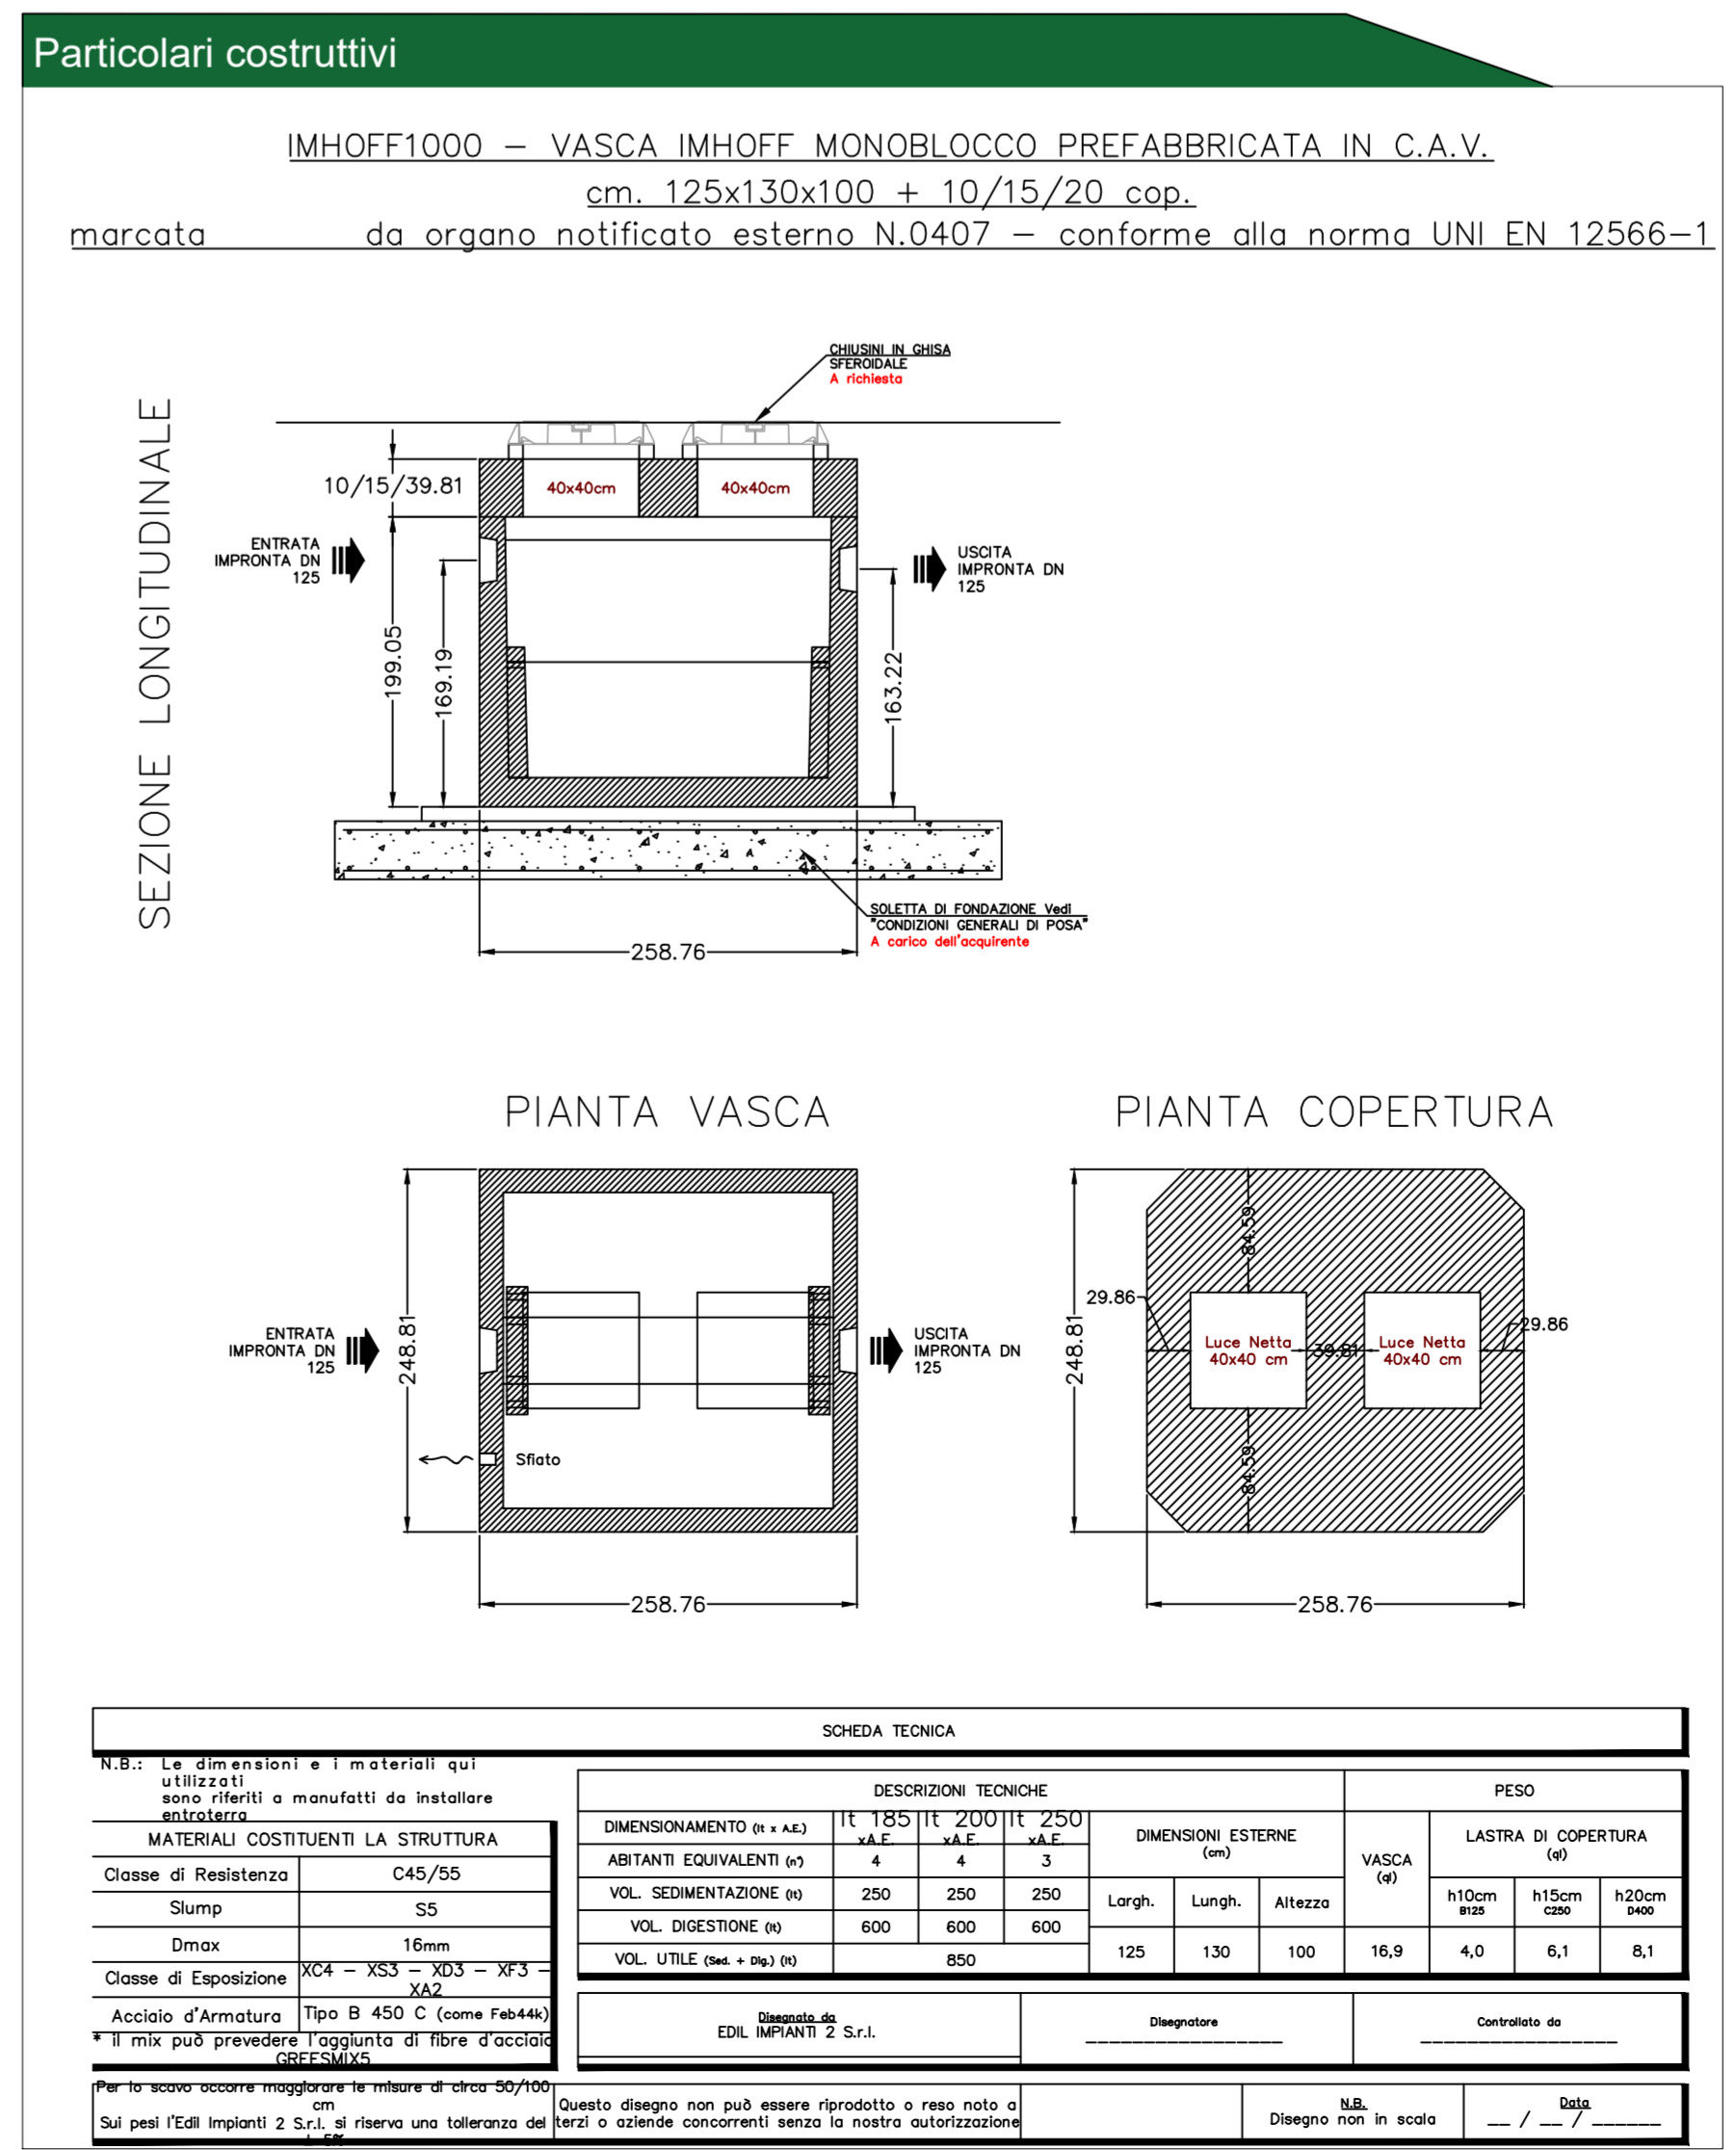 Particolari costruttivi
IMHOFF1000 – VASCA IMHOFF MONOBLOCCO PREFABBRICATA IN C.A.V.
cm. 125x130x100 + 10/15/20 cop.
marcata da organo notificato esterno N.0407 – conforme alla norma UNI EN 12566–1
SEZIONE LONGITUDINALE
CHIUSINI IN GHISA
SFEROIDALE
A richiesta
10/15/39.81
40x40cm
40x40cm
ENTRATA
IMPRONTA DN
125
USCITA
IMPRONTA DN
125
199.05
169.19
163.22
SOLETTA DI FONDAZIONE Vedi
"CONDIZIONI GENERALI DI POSA"
A carico dell'acquirente
258.76
PIANTA VASCA
PIANTA COPERTURA
248.81
ENTRATA
IMPRONTA DN
125
USCITA
IMPRONTA DN
125
Sfiato
258.76
248.81
84.59
29.86
29.86
Luce Netta
40x40 cm
39.81
Luce Netta
40x40 cm
84.59
258.76
SCHEDA TECNICA
N.B.: Le dimensioni e i materiali qui
utilizzati
sono riferiti a manufatti da installare
entroterra
MATERIALI COSTITUENTI LA STRUTTURA
Classe di Resistenza C45/55
Slump S5
Dmax 16mm
Classe di Esposizione XC4 – XS3 – XD3 – XF3 –
XA2
Acciaio d'Armatura Tipo B 450 C (come Feb44k)
* il mix può prevedere l'aggiunta di fibre d'acciaio
GREESMIX5
DESCRIZIONI TECNICHE PESO
DIMENSIONAMENTO (lt x A.E.) lt 185 xA.E. lt 200 xA.E. lt 250 xA.E.
DIMENSIONI ESTERNE
(cm)
VASCA
(ql)
LASTRA DI COPERTURA
(ql)
ABITANTI EQUIVALENTI (n°) 4 4 3
VOL. SEDIMENTAZIONE (lt) 250 250 250
Largh. Lungh. Altezza
h10cm B125 h15cm C250 h20cm D400
VOL. DIGESTIONE (lt) 600 600 600
VOL. UTILE (Sed. + Dig.) (lt) 850
125 130 100 16,9 4,0 6,1 8,1
Disegnato da
EDIL IMPIANTI 2 S.r.l.
Disegnatore
Controllato da
Per lo scavo occorre maggiorare le misure di circa 50/100
cm
Sui pesi l'Edil Impianti 2 S.r.l. si riserva una tolleranza del
5%
Questo disegno non può essere riprodotto o reso noto a
terzi o aziende concorrenti senza la nostra autorizzazione
N.B.
Disegno non in scala
Data
__ / __ / ______